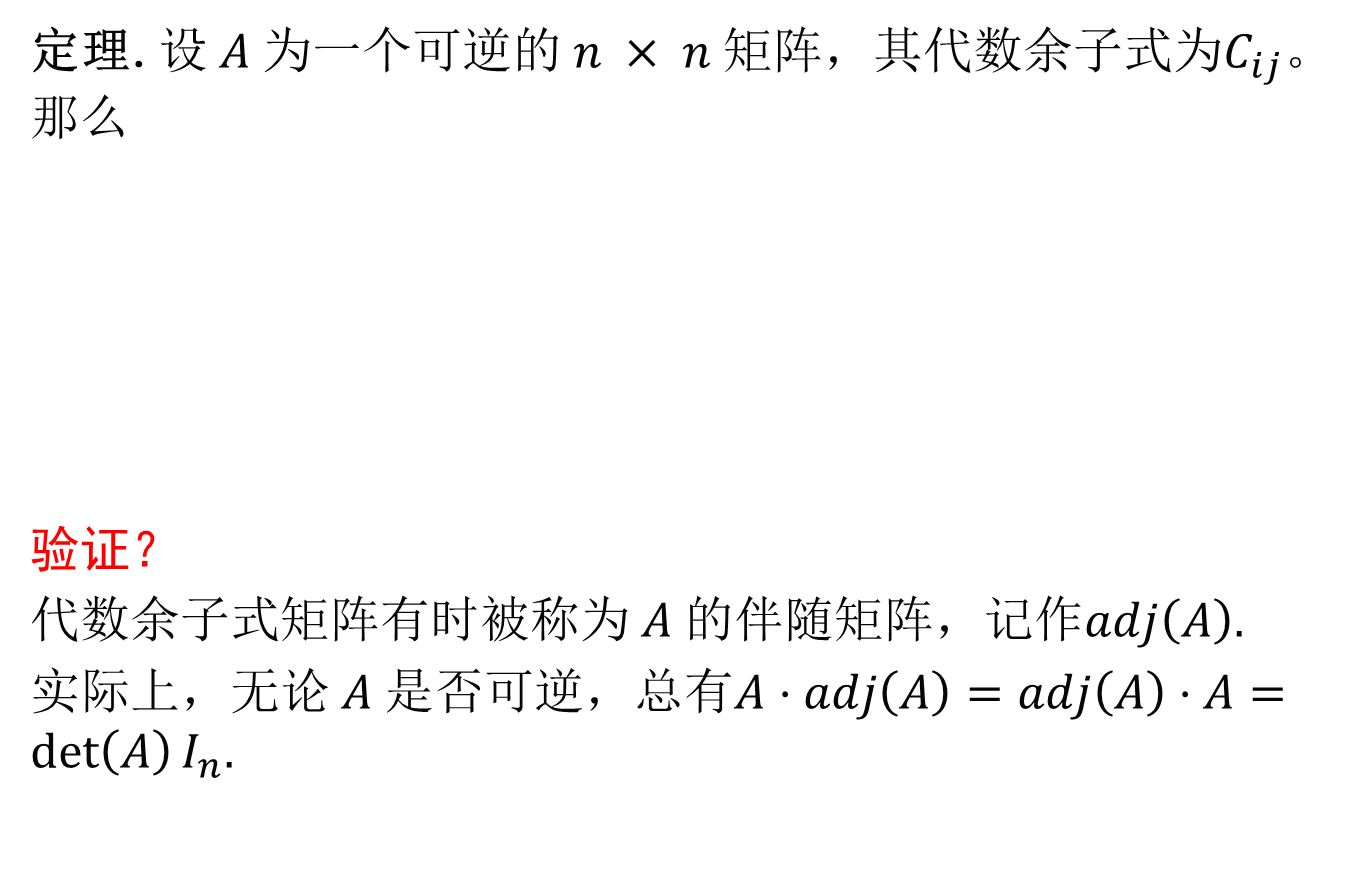 定理. 设 A 为一个可逆的 n × n 矩阵，其代数余子式为C_{ij}。
那么
验证？
代数余子式矩阵有时被称为 A 的伴随矩阵，记作adj(A).
实际上，无论 A 是否可逆，总有A · adj(A) = adj(A) · A =
det(A) I_n.